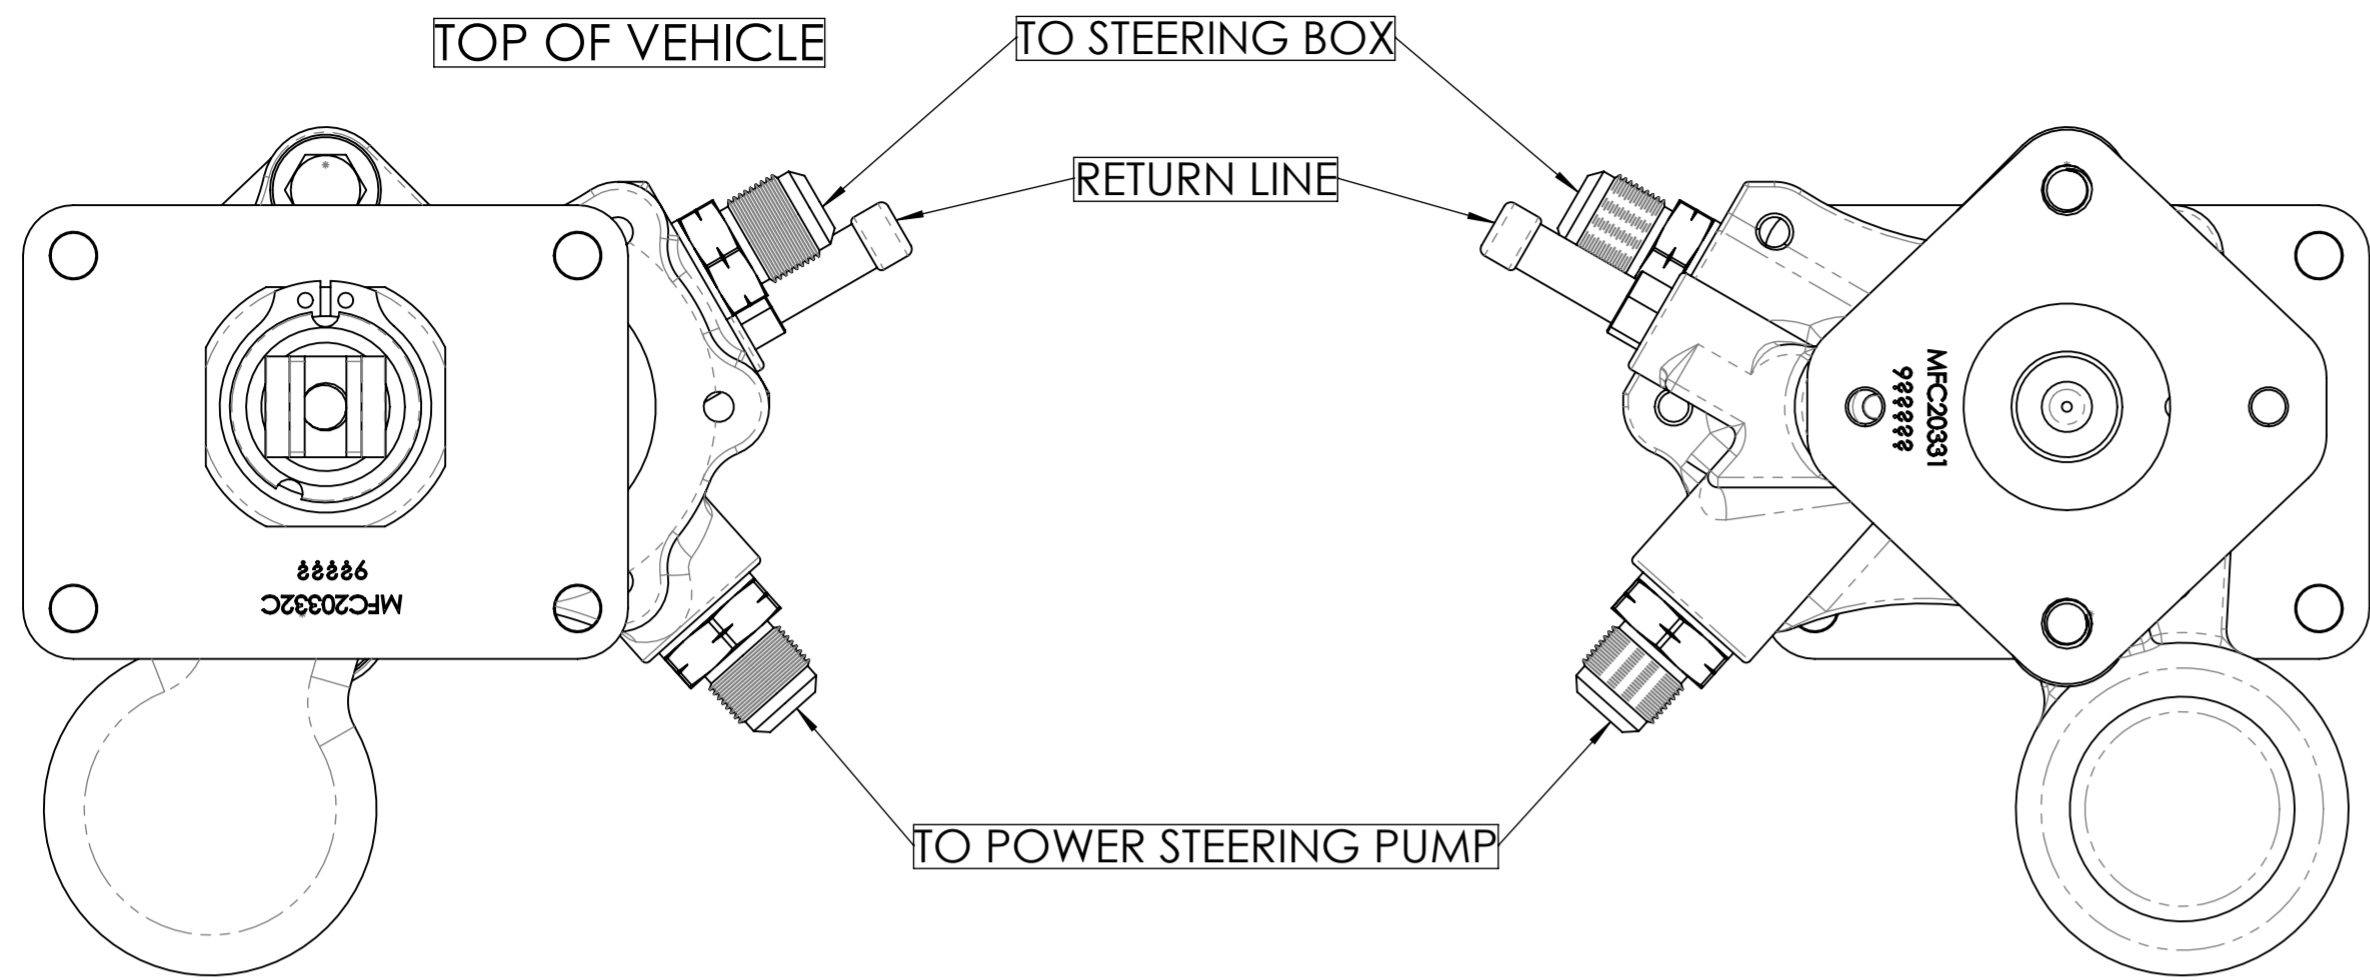 TOP OF VEHICLE
TO STEERING BOX
RETURN LINE
MFC20331
MFC20332C
TO POWER STEERING PUMP